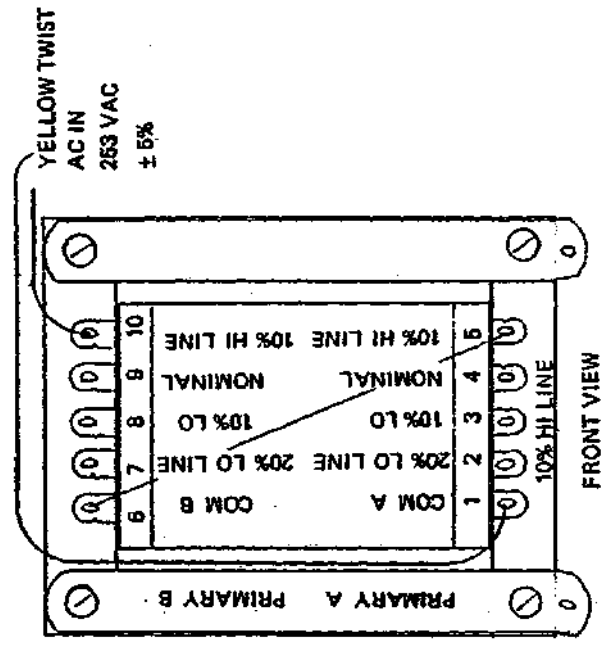 YELLOW TWIST
AC IN
253 VAC
± 5%
10 10% HI LINE 10% HI LINE 5
9 NOMINAL NOMINAL 4
8 10% LO 10% LO 3
7 20% LO LINE 20% LO LINE 2
6 COM B COM A 1
PRIMARY B PRIMARY A
10% HI LINE
FRONT VIEW